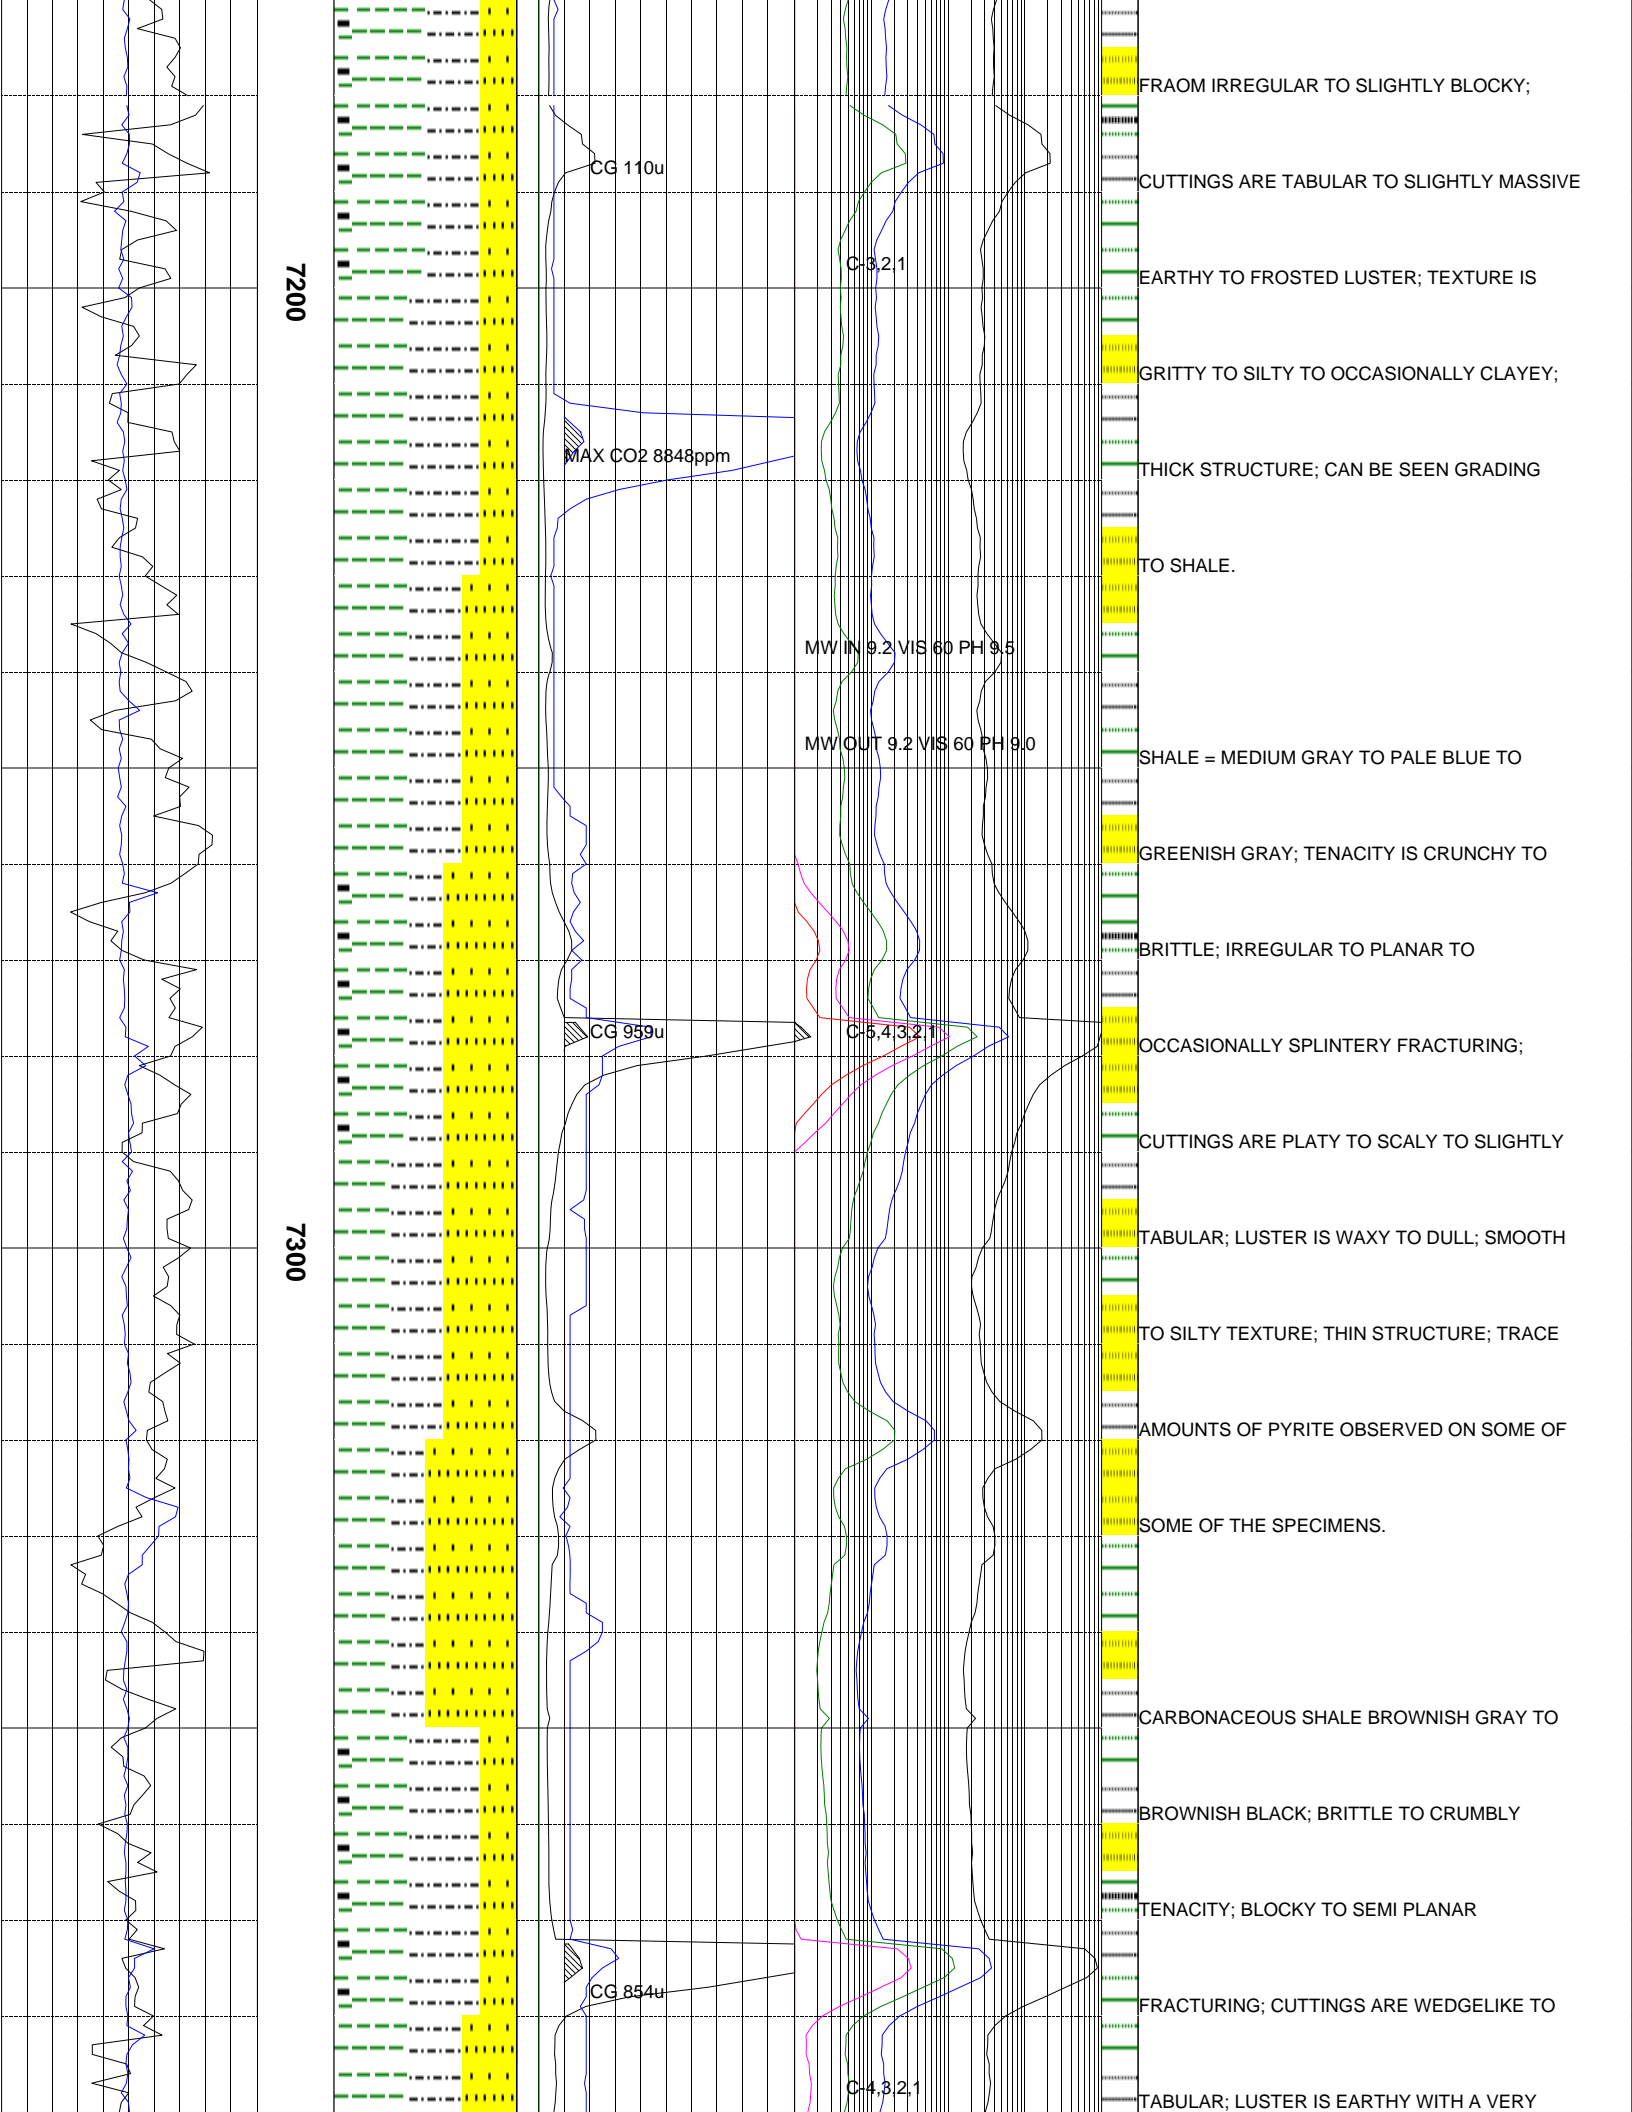 FRAOM IRREGULAR TO SLIGHTLY BLOCKY;
CG 110u
CUTTINGS ARE TABULAR TO SLIGHTLY MASSIVE
7200
C-3,2,1
EARTHY TO FROSTED LUSTER; TEXTURE IS
GRITTY TO SILTY TO OCCASIONALLY CLAYEY;
MAX CO2 8848ppm
THICK STRUCTURE; CAN BE SEEN GRADING
TO SHALE.
MW IN 9.2 VIS 60 PH 9.5
MW OUT 9.2 VIS 60 PH 9.0
SHALE = MEDIUM GRAY TO PALE BLUE TO
GREENISH GRAY; TENACITY IS CRUNCHY TO
BRITTLE; IRREGULAR TO PLANAR TO
CG 959u
C-5,4,3,2,1
OCCASIONALLY SPLINTERY FRACTURING;
CUTTINGS ARE PLATY TO SCALY TO SLIGHTLY
7300
TABULAR; LUSTER IS WAXY TO DULL; SMOOTH
TO SILTY TEXTURE; THIN STRUCTURE; TRACE
AMOUNTS OF PYRITE OBSERVED ON SOME OF
SOME OF THE SPECIMENS.
CARBONACEOUS SHALE BROWNISH GRAY TO
BROWNISH BLACK; BRITTLE TO CRUMBLY
TENACITY; BLOCKY TO SEMI PLANAR
CG 854u
FRACTURING; CUTTINGS ARE WEDGELIKE TO
C-4,3,2,1
TABULAR; LUSTER IS EARTHY WITH A VERY